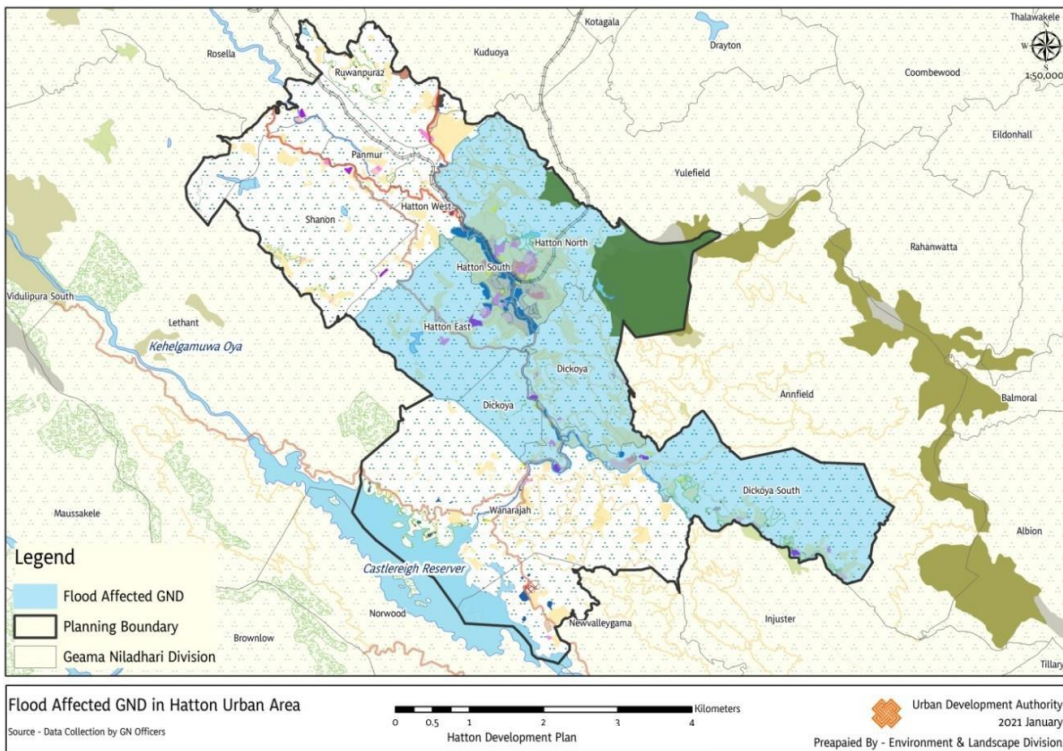 Kotagala
Thalawakele
Rosella
Kuduoya
Drayton
W
1:50,000
Ruwanpura2
Coombewood
Eildonhall
Panmur
Yulefield
Hatton West
Shanon
Hatton North
Rahanwatta
Hatton South
Vidulipura South
Lethant
Hatton East
Kehelgamuwa Oya
Dickoya
Annfield
Balmoral
Dickoya
Dickoya South
Maussakele
Wanarajah
Albion
Legend
Castlereigh Reserver
Flood Affected GND
Norwood
Newvalleygama
Injuster
Planning Boundary
Brownlow
Geama Niladhari Division
Tillary
Flood Affected GND in Hatton Urban Area
Source - Data Collection by GN Officers
Kilometers
0 0.5 1 2 3 4
Hatton Development Plan
Urban Development Authority
2021 January
Preapaied By - Environment & Landscape Division